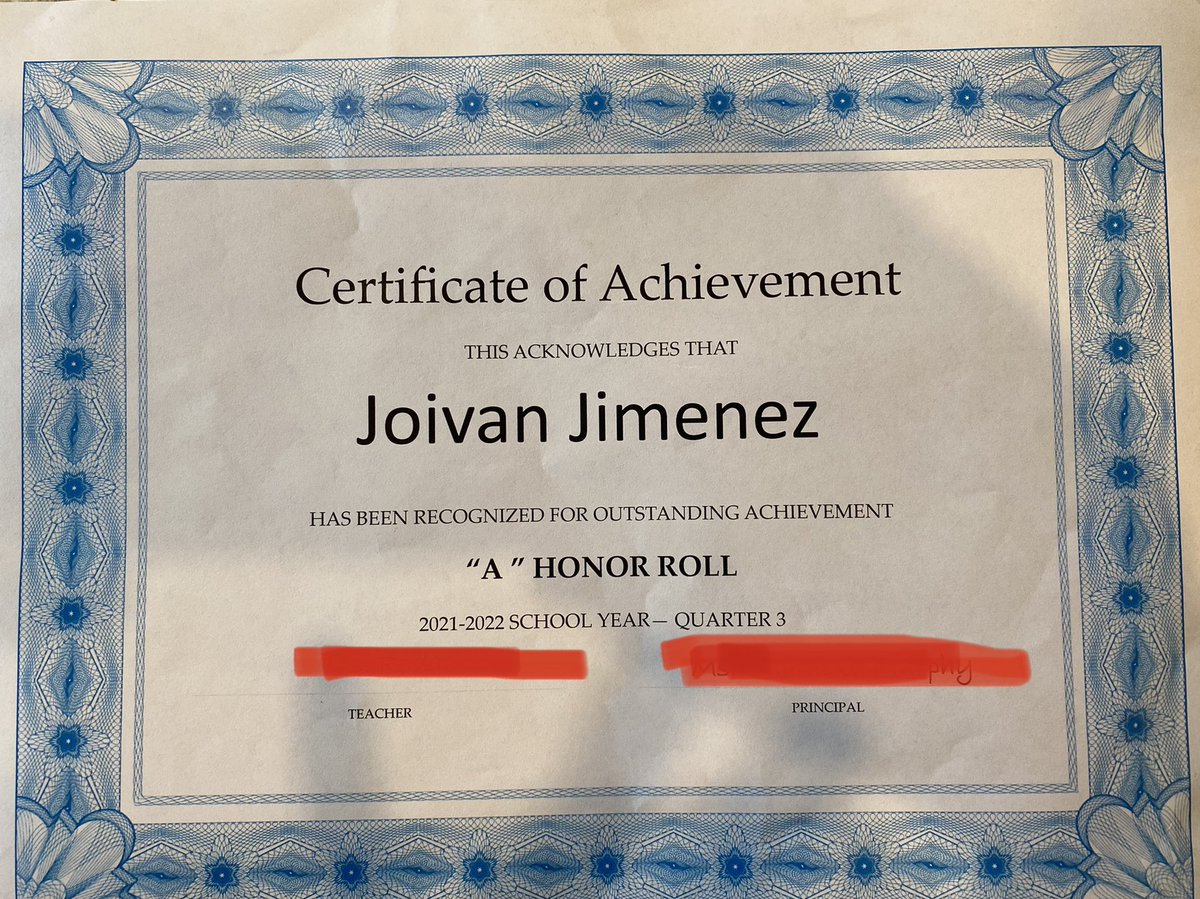 Certificate of Achievement
THIS ACKNOWLEDGES THAT
Joivan Jimenez
HAS BEEN RECOGNIZED FOR OUTSTANDING ACHIEVEMENT
“A ” HONOR ROLL
2021-2022 SCHOOL YEAR— QUARTER 3
TEACHER
PRINCIPAL